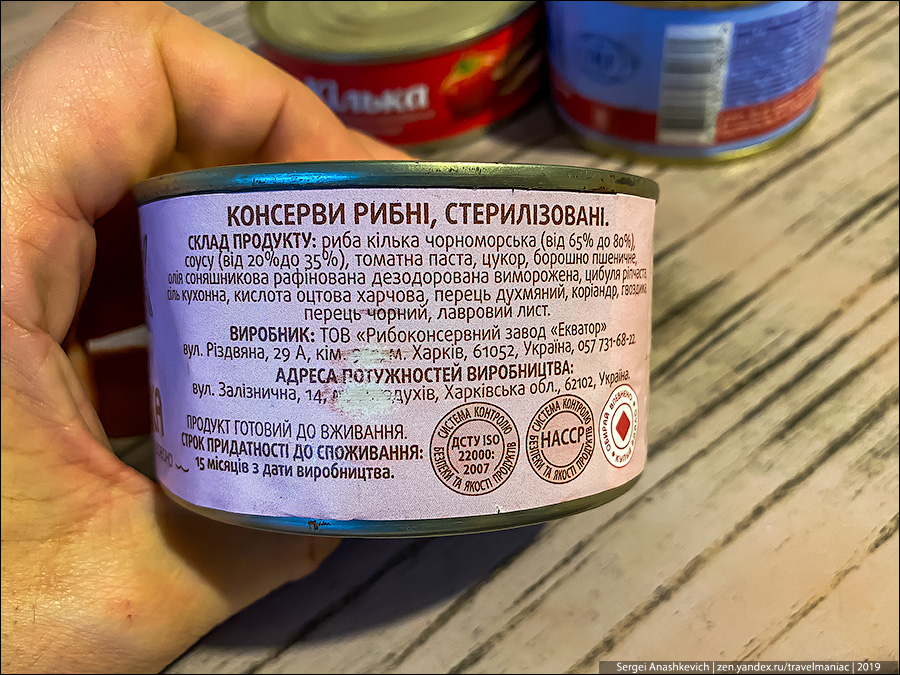 Кілька
КОНСЕРВИ РИБНІ, СТЕРИЛІЗОВАНІ.
СКЛАД ПРОДУКТУ: риба кілька чорноморська (від 65% до 80%),
соусу (від 20%до 35%), томатна паста, цукор, борошно пшеничне,
олія соняшникова рафінована дезодорована виморожена, цибуля ріпчаста,
сіль кухонна, кислота оцтова харчова, перець духмяний, коріандр, гвоздика,
перець чорний, лавровий лист.
ВИРОБНИК: ТОВ «Рибоконсервний завод «Екватор»
вул. Різдвяна, 29 А, кім. м. Харків, 61052, Україна, 057 731-68-22
АДРЕСА ПОТУЖНОСТЕЙ ВИРОБНИЦТВА:
вул. Залізнична, 14, Харківська обл., 62102, Україна.
ПРОДУКТ ГОТОВИЙ ДО ВЖИВАННЯ.
СТРОК ПРИДАТНОСТІ ДО СПОЖИВАННЯ:
15 місяців з дати виробництва.
СИСТЕМА КОНТРОЛЮ
ДСТУ ISO
22000:
2007
БЕЗПЕКИ ТА ЯКОСТІ ПРОДУКТІВ
СИСТЕМА КОНТРОЛЮ
HACCP
БЕЗПЕКИ ТА ЯКОСТІ ПРОДУКТІВ
Sergei Anashkevich | zen.yandex.ru/travelmaniac | 2019